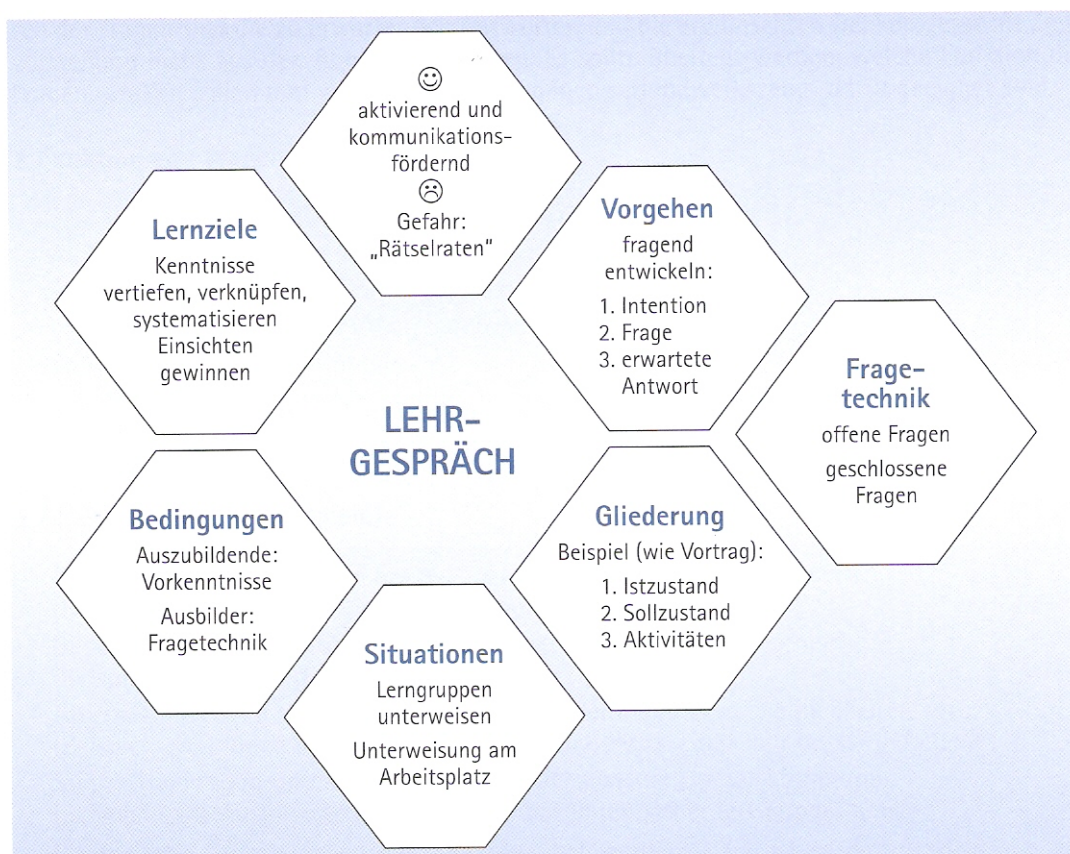 aktivierend und
kommunikations-
fördernd
Gefahr:
„Rätselraten“
Lernziele
Kenntnisse
vertiefen, verknüpfen,
systematisieren
Einsichten
gewinnen
Vorgehen
fragend
entwickeln:
1. Intention
2. Frage
3. erwartete
Antwort
Frage-
technik
offene Fragen
geschlossene
Fragen
LEHR-
GESPRÄCH
Bedingungen
Auszubildende:
Vorkenntnisse
Ausbilder:
Fragetechnik
Gliederung
Beispiel (wie Vortrag):
1. Istzustand
2. Sollzustand
3. Aktivitäten
Situationen
Lerngruppen
unterweisen
Unterweisung am
Arbeitsplatz